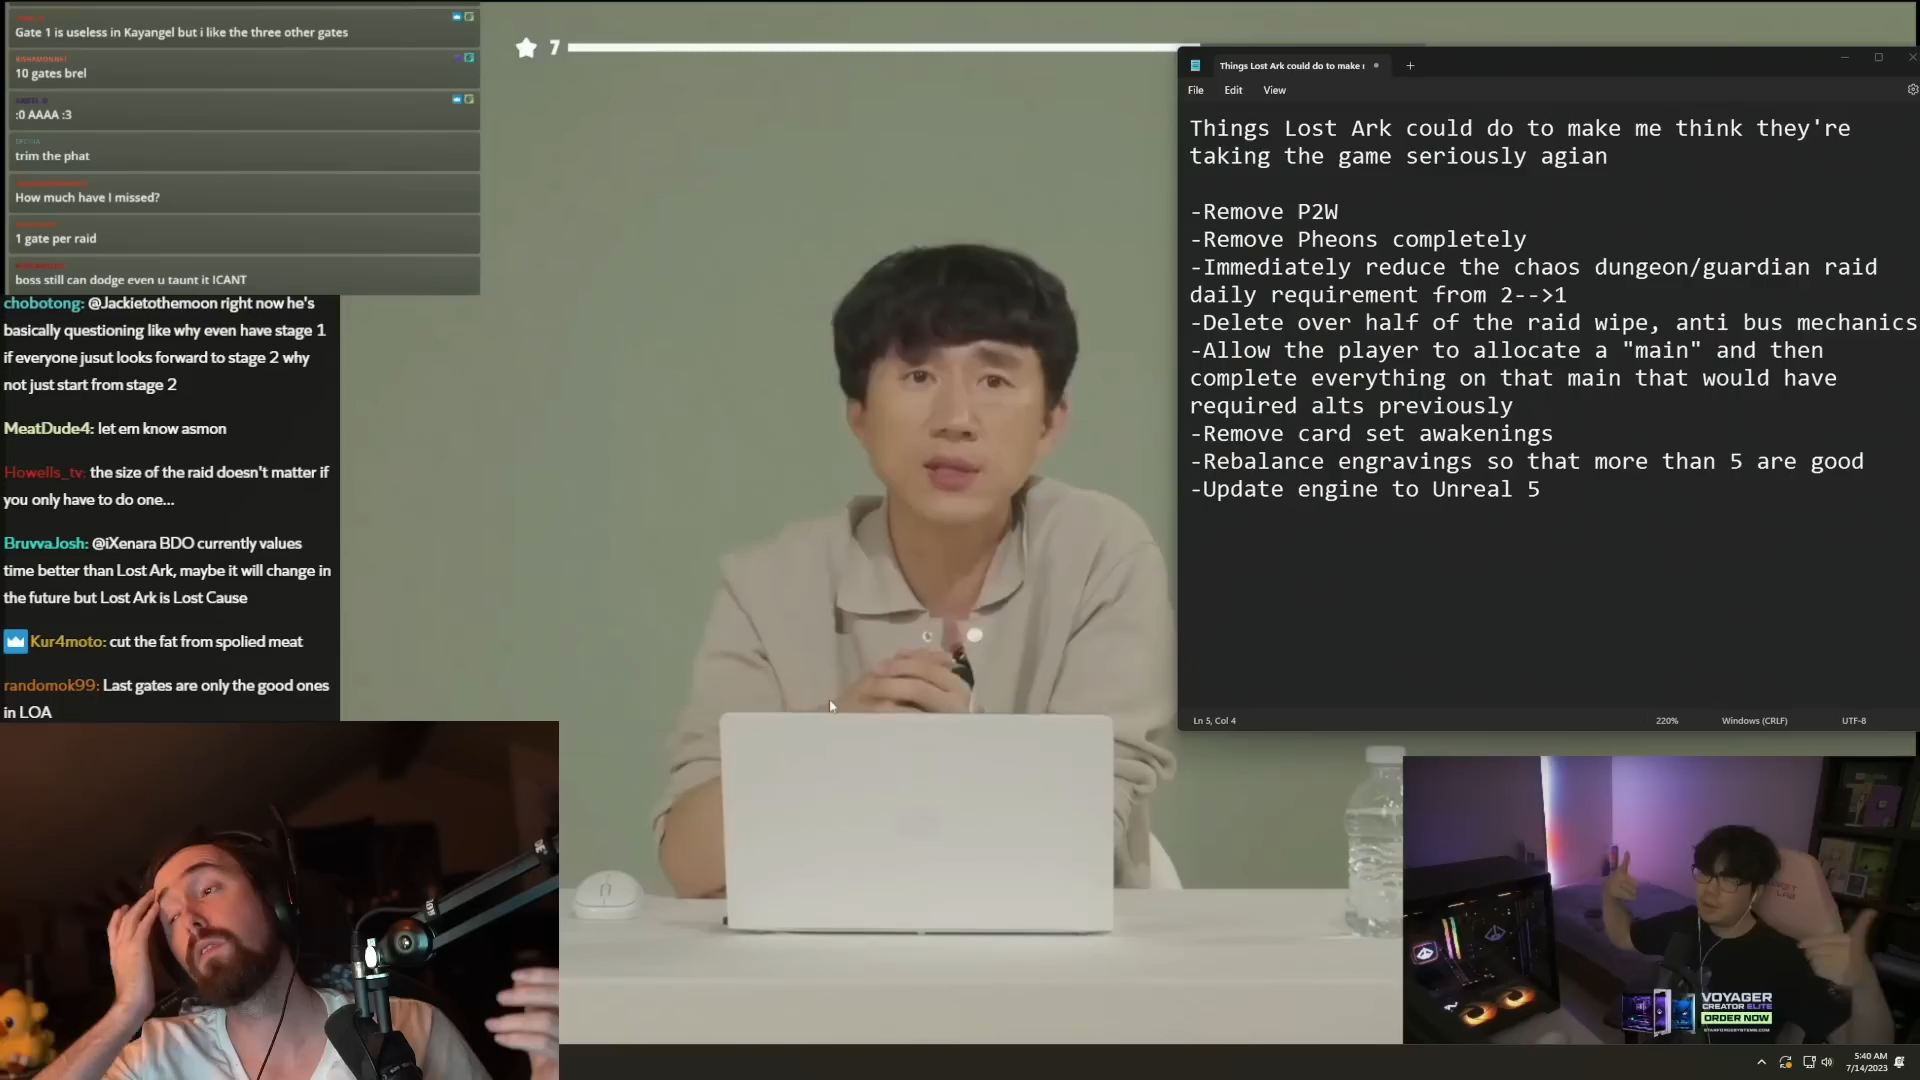 Gate 1 is useless in Kayangel but i like the three other gates
10 gates brel
:0 AAAA :3
trim the phat
How much have I missed?
1 gate per raid
boss still can dodge even u taunt it ICANT
chobotong: @Jackietothemoon right now he's
basically questioning like why even have stage 1
if everyone jusut looks forward to stage 2 why
not just start from stage 2
MeatDude4: let em know asmon
Howells_tv: the size of the raid doesn't matter if
you only have to do one...
BruvvaJosh: @iXenara BDO currently values
time better than Lost Ark, maybe it will change in
the future but Lost Ark is Lost Cause
Kur4moto: cut the fat from spolied meat
randomok99: Last gates are only the good ones
in LOA
7
Things Lost Ark could do to make
File Edit View
Things Lost Ark could do to make me think they're
taking the game seriously agian
-Remove P2W
-Remove Pheons completely
-Immediately reduce the chaos dungeon/guardian raid
daily requirement from 2-->1
-Delete over half of the raid wipe, anti bus mechanics
-Allow the player to allocate a "main" and then
complete everything on that main that would have
required alts previously
-Remove card set awakenings
-Rebalance engravings so that more than 5 are good
-Update engine to Unreal 5
Ln 5, Col 4
220%
Windows (CRLF)
UTF-8
VOYAGER
CREATOR ELITE
ORDER NOW
5:40 AM
7/14/2023